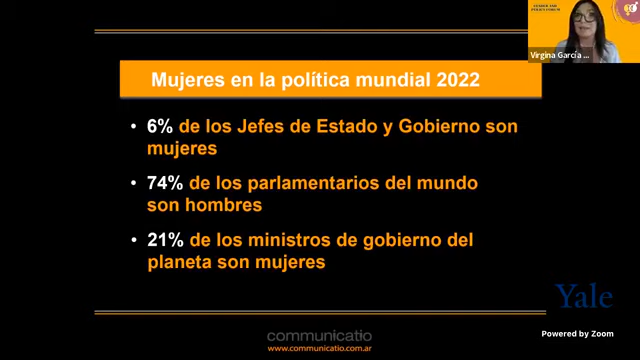 Virgina García ...
Mujeres en la política mundial 2022
• 6% de los Jefes de Estado y Gobierno son
mujeres
• 74% de los parlamentarios del mundo
son hombres
• 21% de los ministros de gobierno del
planeta son mujeres
Yale
Powered by Zoom
communicatio
www.communicatio.com.ar